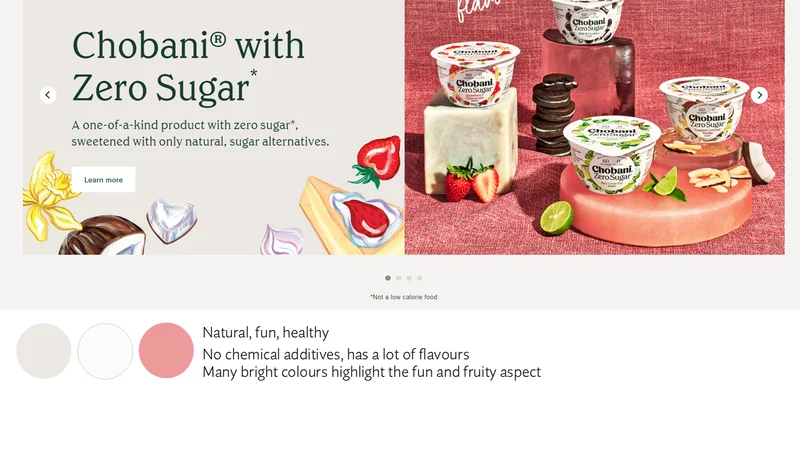 Chobani® with
Zero Sugar*
A one-of-a-kind product with zero sugar*,
sweetened with only natural, sugar alternatives.
Learn more
Chobani
Zero Sugar
Chobani
60
Chobani
Zero Sugar
60
Chobani
Zero Sugar
*Not a low calorie food
Natural, fun, healthy
No chemical additives, has a lot of flavours
Many bright colours highlight the fun and fruity aspect